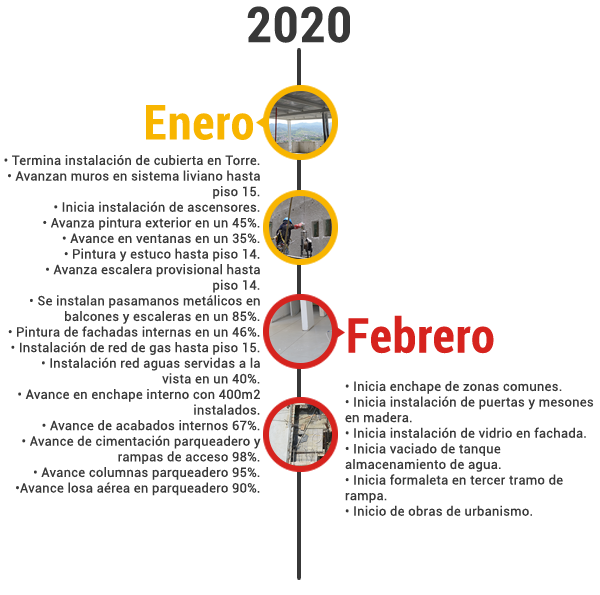 2020
Enero
• Termina instalación de cubierta en Torre.
• Avanzan muros en sistema liviano hasta
piso 15.
• Inicia instalación de ascensores.
• Avanza pintura exterior en un 45%.
• Avance en ventanas en un 35%.
• Pintura y estuco hasta piso 14.
• Avanza escalera provisional hasta
piso 14.
• Se instalan pasamanos metálicos en
balcones y escaleras en un 85%.
• Pintura de fachadas internas en un 46%.
• Instalación de red de gas hasta piso 15.
• Instalación red aguas servidas a la
vista en un 40%.
• Avance en enchape interno con 400m2
instalados.
• Avance de acabados internos 67%.
• Avance de cimentación parqueadero y
rampas de acceso 98%.
• Avance columnas parqueadero 95%.
•Avance losa aérea en parqueadero 90%.
Febrero
• Inicia enchape de zonas comunes.
• Inicia instalación de puertas y mesones
en madera.
• Inicia instalación de vidrio en fachada.
• Inicia vaciado de tanque
almacenamiento de agua.
• Inicia formaleta en tercer tramo de
rampa.
• Inicio de obras de urbanismo.